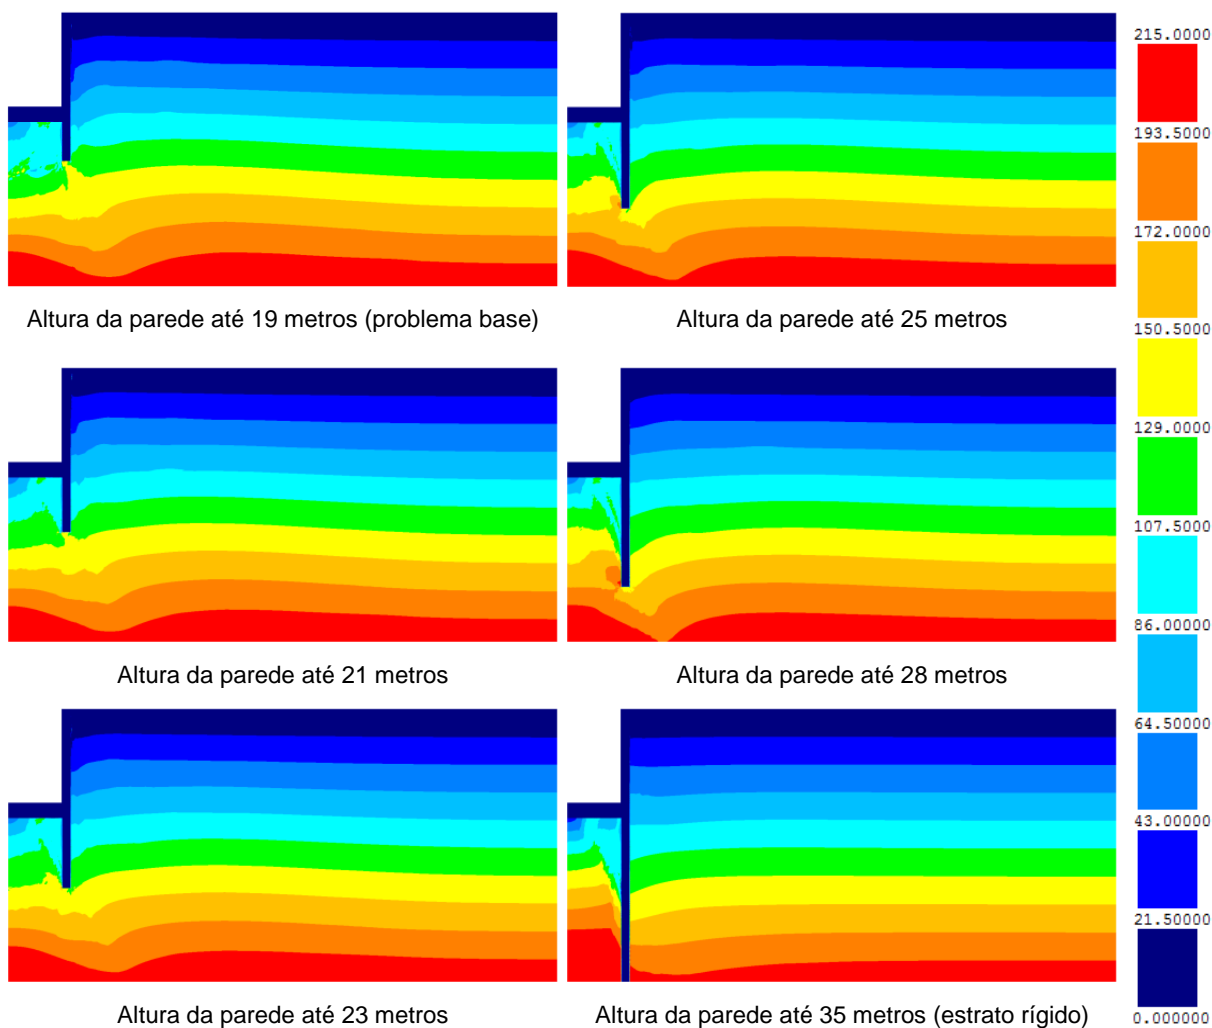 Altura da parede até 19 metros (problema base)
Altura da parede até 25 metros
Altura da parede até 21 metros
Altura da parede até 28 metros
Altura da parede até 23 metros
Altura da parede até 35 metros (estrato rígido)
215.0000
193.5000
172.0000
150.5000
129.0000
107.5000
86.00000
64.50000
43.00000
21.50000
0.000000